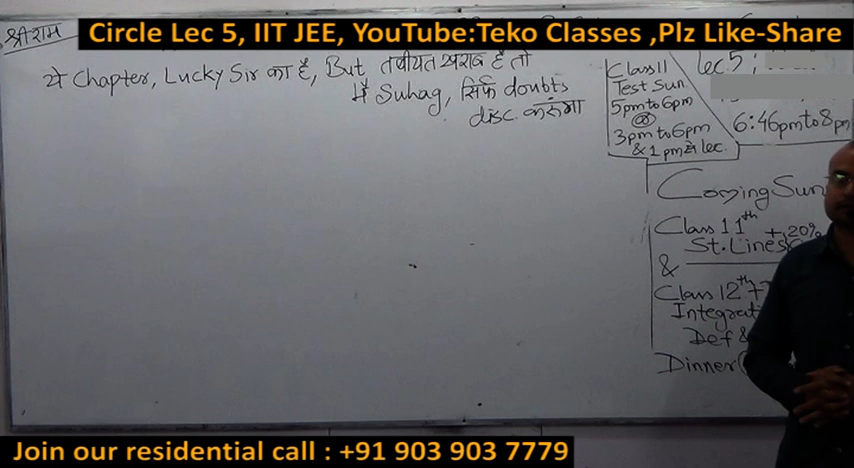 Circle Lec 5, IIT JEE, YouTube:Teko Classes ,Plz Like-Share
श्री राम
ये Chapter, Lucky Sir का है, But तबीयत खराब है तो
मैं Suhag, सिर्फ doubts
disc. करूंगा
Class 11
Test Sun.
5pm to 6pm
3pm to 6pm
& 1 pm से lec.
Lec 5 ;
6:46pm to 8pm
Coming Sun
Class 11th + 20%
St. Lines
&
Class 12th
Def &
Dinner
Join our residential call : +91 903 903 7779